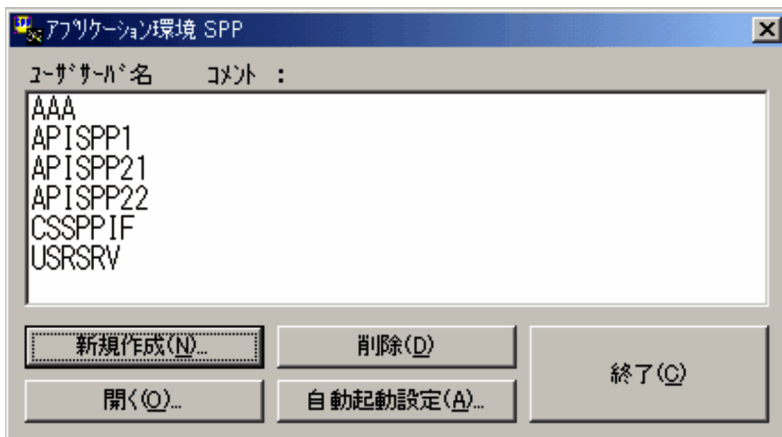 アプリケーション環境 SPP
ﾕｰｻﾞｻｰﾊﾞ名 ｺﾒﾝﾄ :
AAA
APISPP1
APISPP21
APISPP22
CSSPPIF
USRSRV
新規作成(N)...
削除(D)
終了(C)
開く(O)...
自動起動設定(A)...